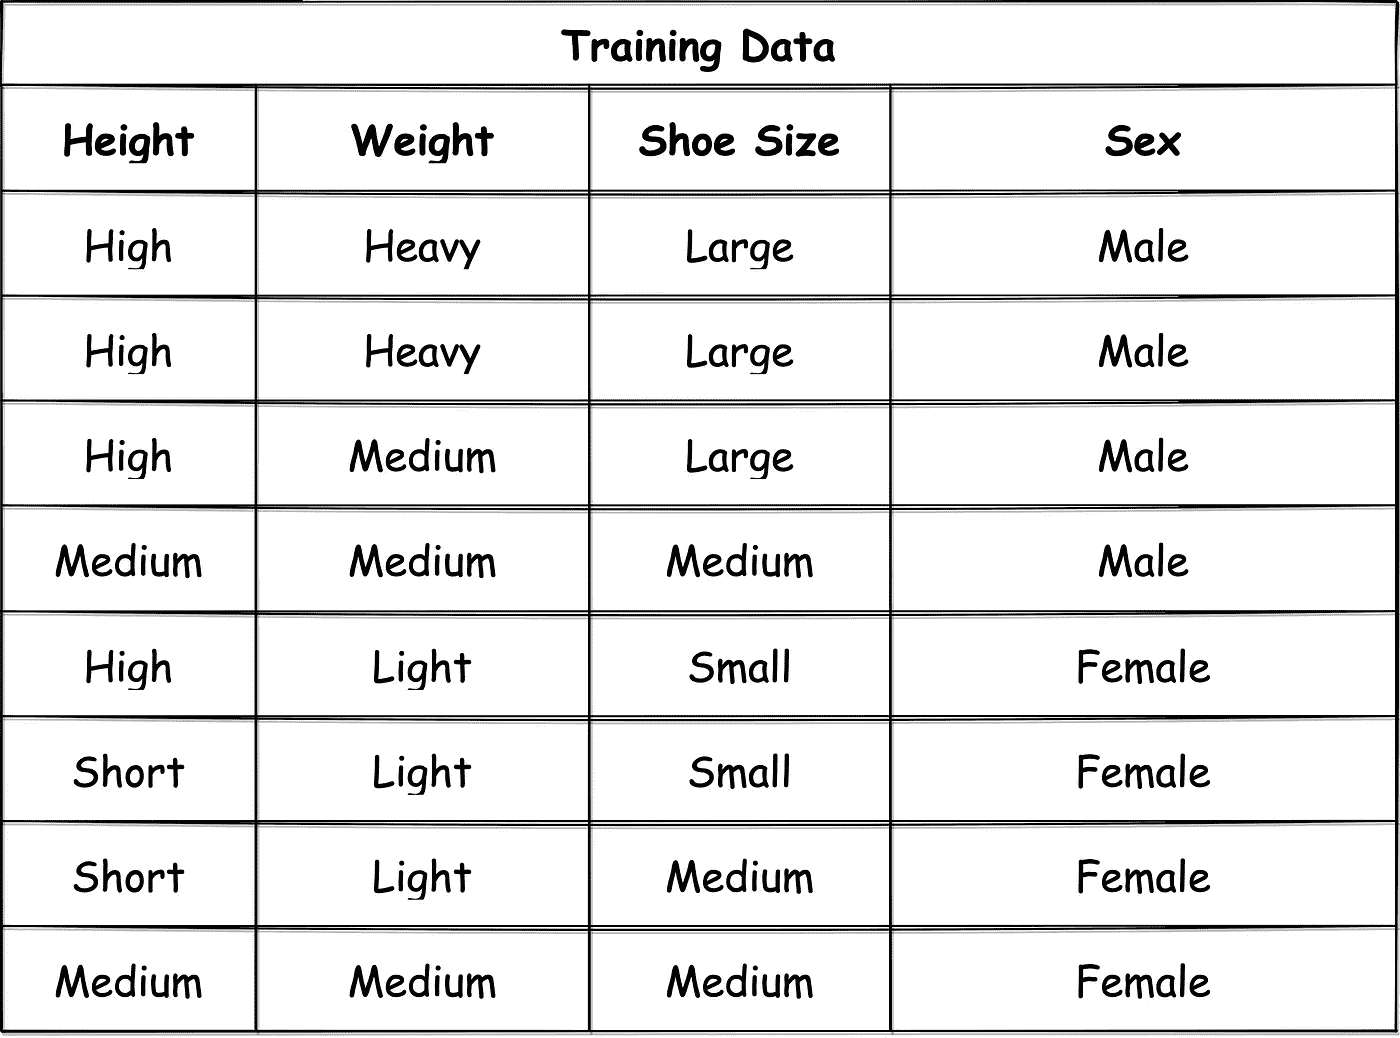 Training Data
Height Weight Shoe Size Sex
High Heavy Large Male
High Heavy Large Male
High Medium Large Male
Medium Medium Medium Male
High Light Small Female
Short Light Small Female
Short Light Medium Female
Medium Medium Medium Female